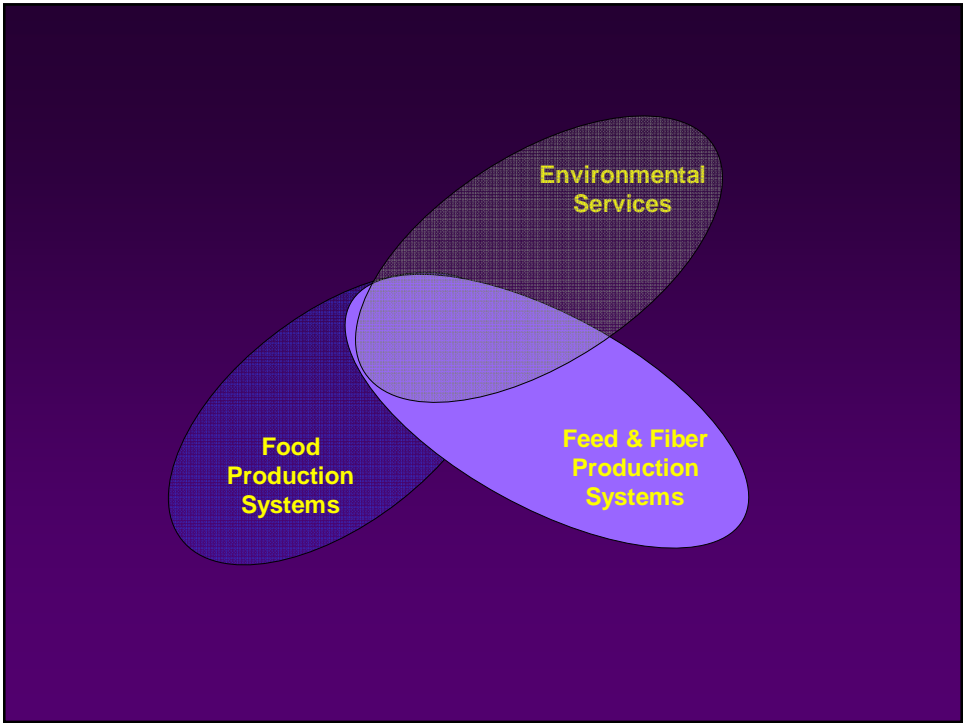 Environmental
Services
Food
Production
Systems
Feed & Fiber
Production
Systems